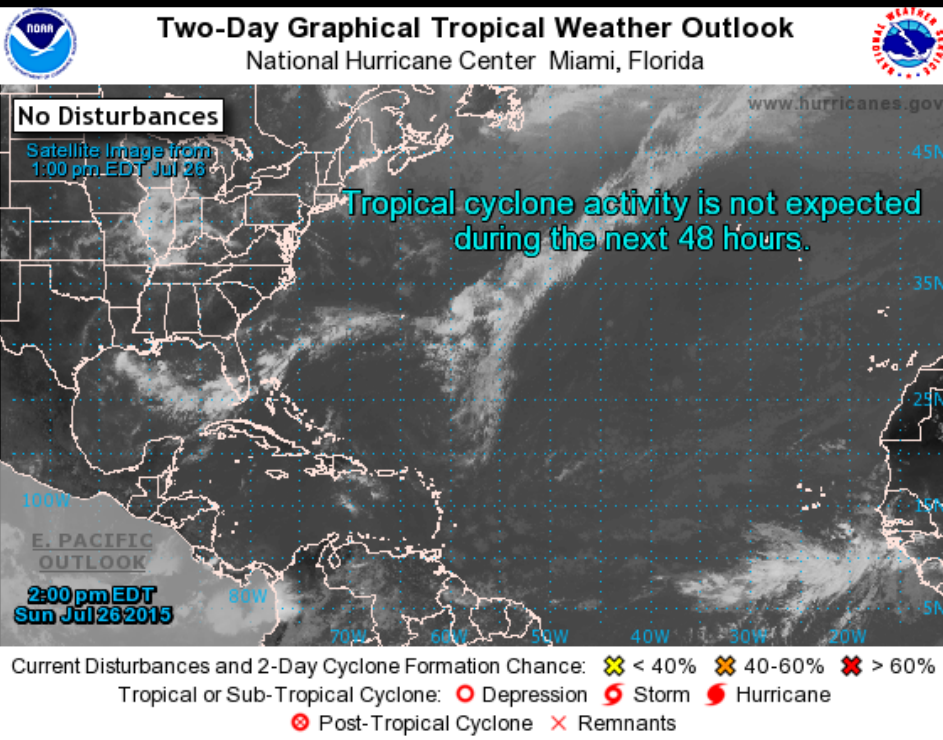 Two-Day Graphical Tropical Weather Outlook
National Hurricane Center Miami, Florida
NOAA
NATIONAL WEATHER SERVICE
No Disturbances
www.hurricanes.gov
Satellite Image from
1:00 pm EDT Jul 26
45N
Tropical cyclone activity is not expected
during the next 48 hours.
35N
25N
100W
15N
E. PACIFIC
OUTLOOK
2:00 pm EDT
Sun Jul 26 2015
80W
5N
70W 60W 50W 40W 30W 20W
Current Disturbances and 2-Day Cyclone Formation Chance: < 40% 40-60% > 60%
Tropical or Sub-Tropical Cyclone: Depression Storm Hurricane
Post-Tropical Cyclone Remnants